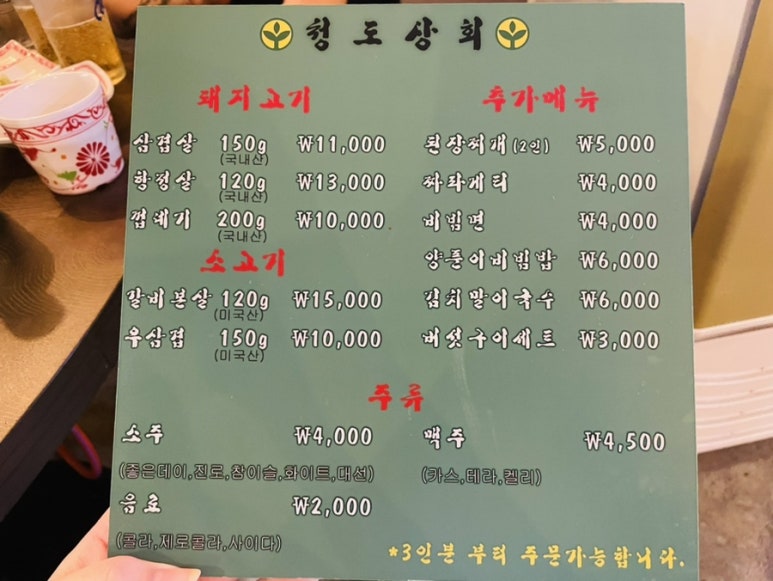 청도상회
돼지고기
삼겹살 150g ₩11,000
(국내산)
항정살 120g ₩13,000
(국내산)
껍데기 200g ₩10,000
(국내산)
소고기
갈비본살 120g ₩15,000
(미국산)
우삼겹 150g ₩10,000
(미국산)
추가메뉴
된장찌개 (2인) ₩5,000
짜파게티 ₩4,000
비빔면 ₩4,000
양푼이비빔밥 ₩6,000
김치말이국수 ₩6,000
버섯구이세트 ₩3,000
주류
소주 ₩4,000
(좋은데이,진로,참이슬,화이트,대선)
음료 ₩2,000
(콜라,제로콜라,사이다)
맥주 ₩4,500
(카스,테라,켈리)
*3인분 부터 주문가능합니다.